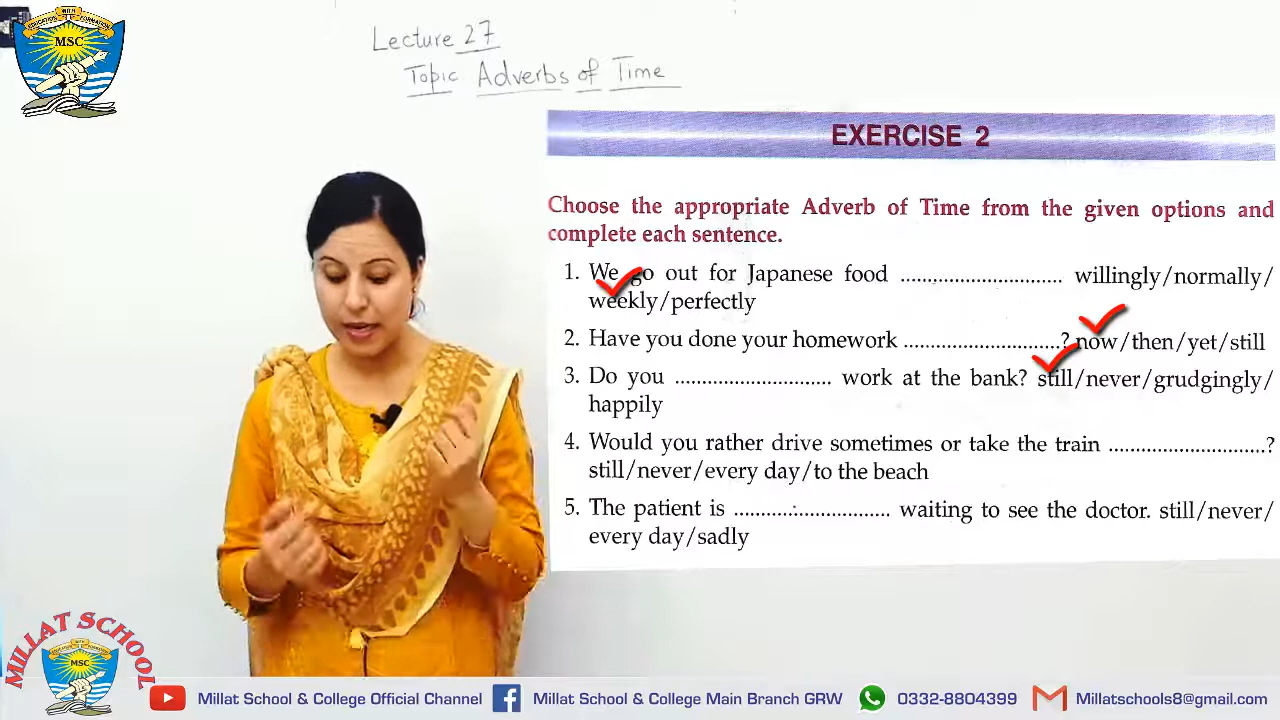 EDUCATION WITH FORMATION
MSC
Lecture 27
Topic Adverbs of Time
EXERCISE 2
Choose the appropriate Adverb of Time from the given options and
complete each sentence.
1. We go out for Japanese food ............................. willingly/normally/
weekly/perfectly
2. Have you done your homework .............................? now/then/yet/still
3. Do you ............................ work at the bank? still/never/grudgingly/
happily
4. Would you rather drive sometimes or take the train ............................?
still/never/every day/to the beach
5. The patient is ...........:................. waiting to see the doctor. still/never/
every day/sadly
MILLAT SCHOOL
MSC
Millat School & College Official Channel
Millat School & College Main Branch GRW
0332-8804399
Millatschools8@gmail.com